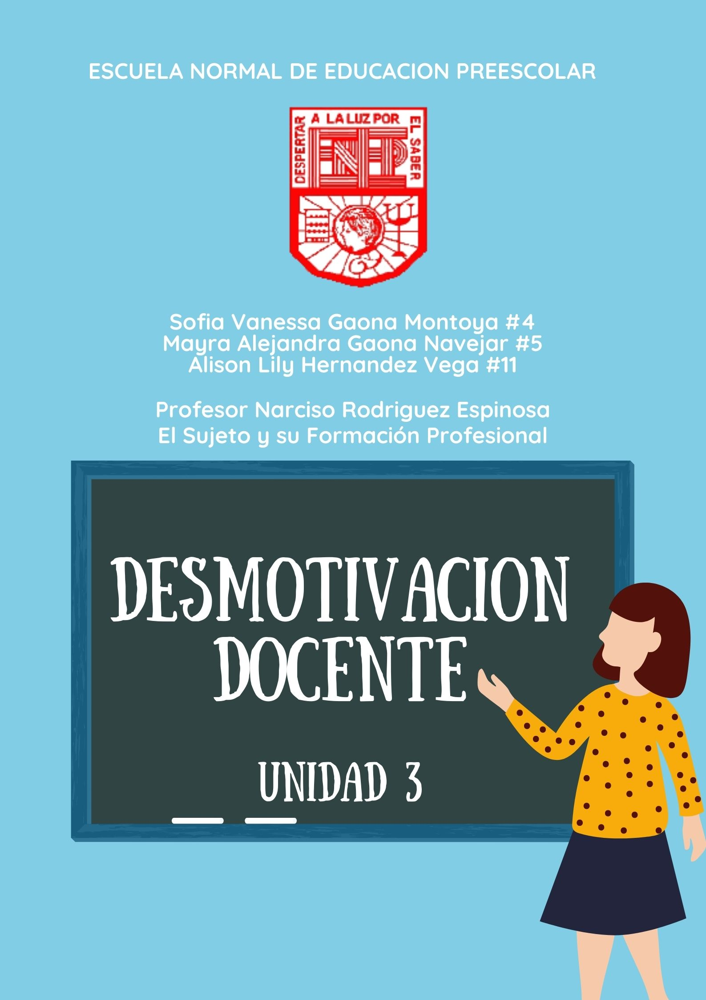 ESCUELA NORMAL DE EDUCACION PREESCOLAR
DESPERTAR
A LA LUZ POR
EL SABER
ENEP
Sofia Vanessa Gaona Montoya #4
Mayra Alejandra Gaona Navejar #5
Alison Lily Hernandez Vega #11
Profesor Narciso Rodriguez Espinosa
El Sujeto y su Formación Profesional
DESMOTIVACION
DOCENTE
UNIDAD 3